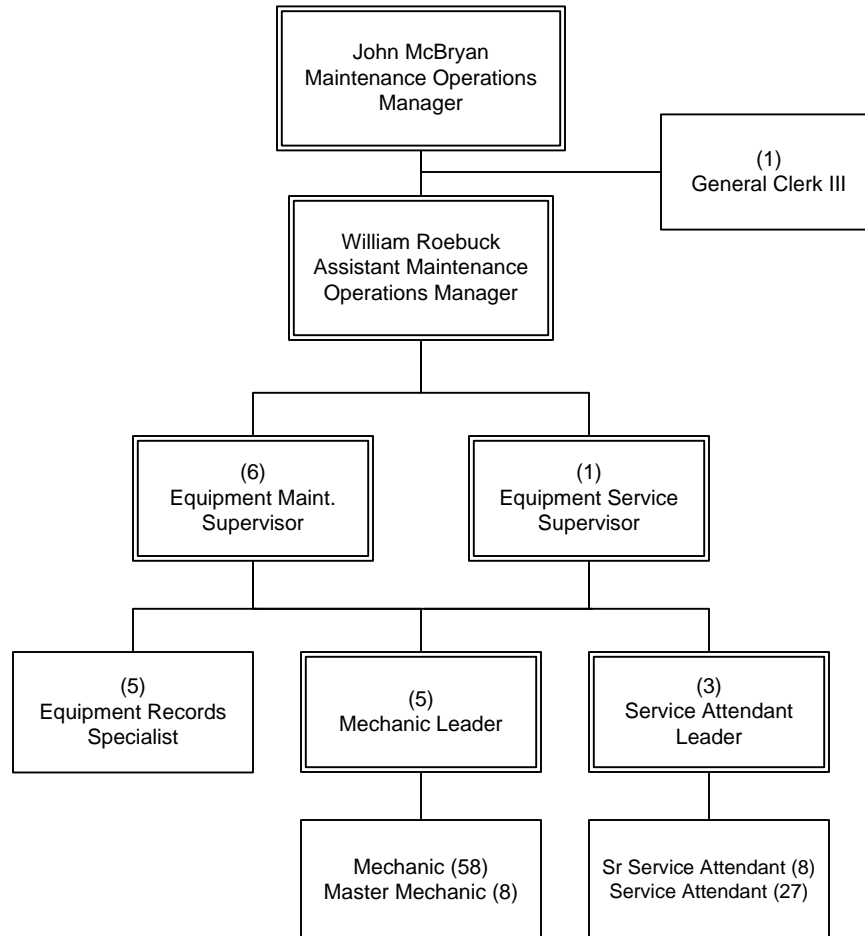 John McBryan
Maintenance Operations
Manager
(1)
General Clerk III
William Roebuck
Assistant Maintenance
Operations Manager
(6)
Equipment Maint.
Supervisor
(1)
Equipment Service
Supervisor
(5)
Equipment Records
Specialist
(5)
Mechanic Leader
(3)
Service Attendant
Leader
Mechanic (58)
Master Mechanic (8)
Sr Service Attendant (8)
Service Attendant (27)